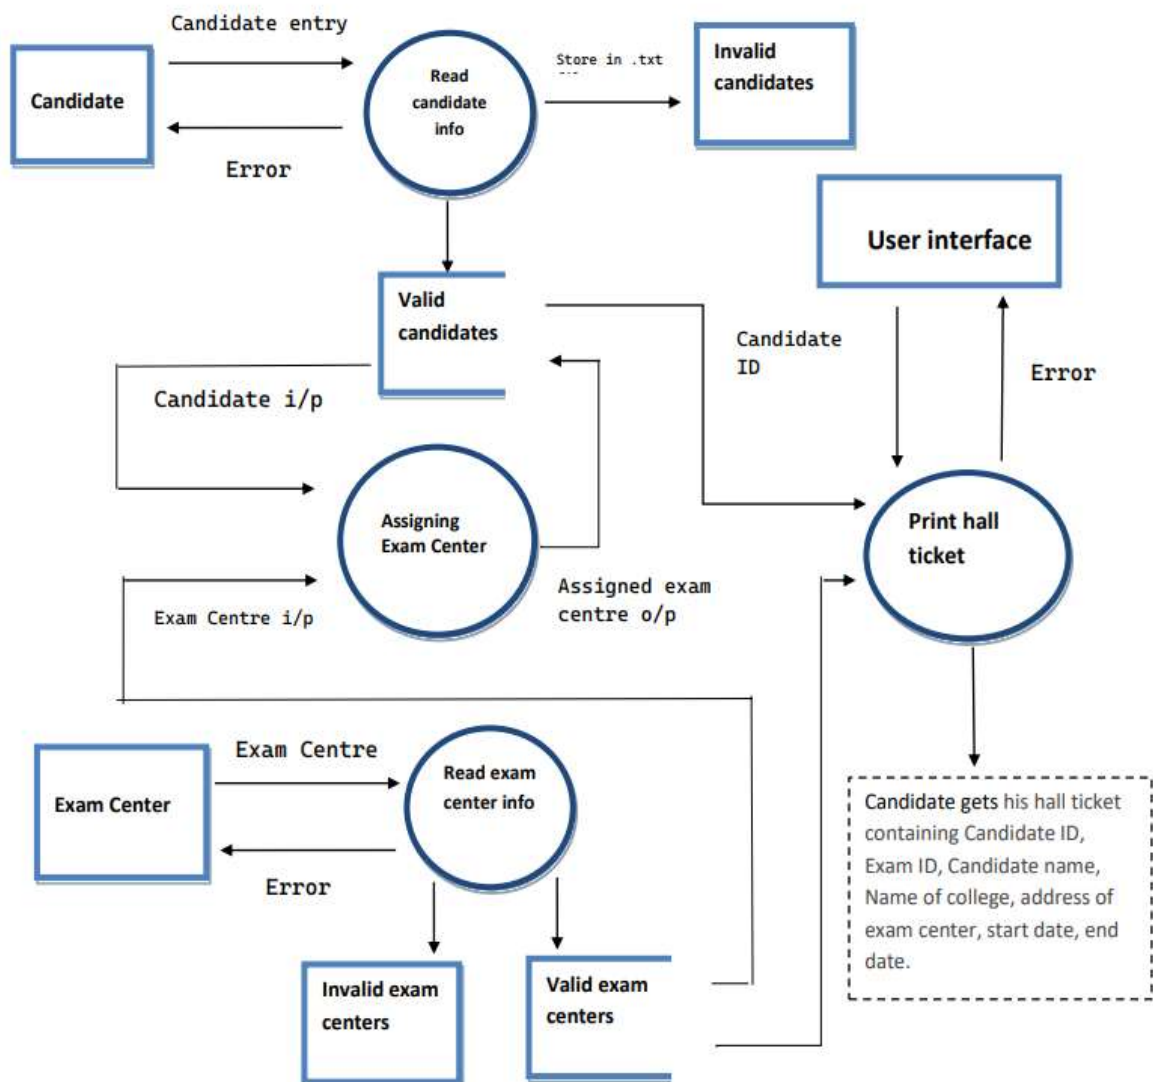 Candidate entry
Candidate
Error
Read
candidate
info
Store in .txt
Invalid
candidates
User interface
Valid
candidates
Candidate
ID
Error
Candidate i/p
Assigning
Exam Center
Print hall
ticket
Exam Centre i/p
Assigned exam
centre o/p
Exam Centre
Exam Center
Error
Read exam
center info
Candidate gets his hall ticket
containing Candidate ID,
Exam ID, Candidate name,
Name of college, address of
exam center, start date, end
date.
Invalid exam
centers
Valid exam
centers